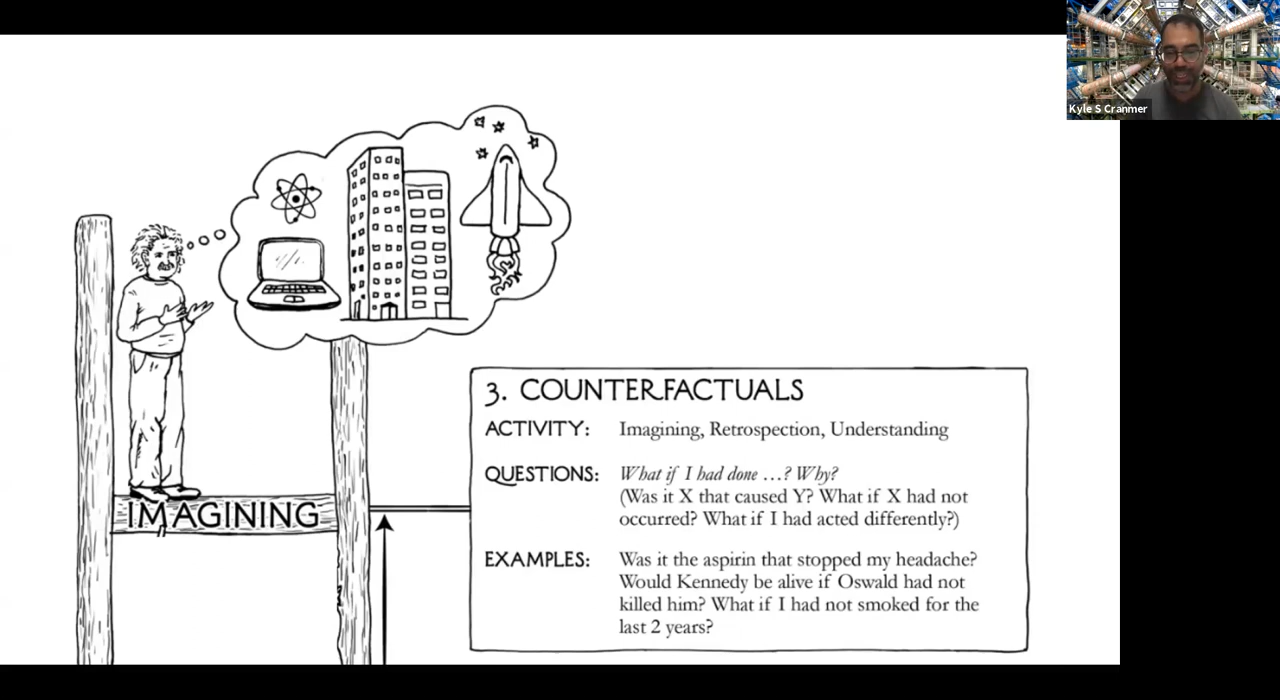 Kyle S Cranmer
IMAGINING
3. COUNTERFACTUALS
ACTIVITY: Imagining, Retrospection, Understanding
QUESTIONS: What if I had done …? Why?
(Was it X that caused Y? What if X had not
occurred? What if I had acted differently?)
EXAMPLES: Was it the aspirin that stopped my headache?
Would Kennedy be alive if Oswald had not
killed him? What if I had not smoked for the
last 2 years?